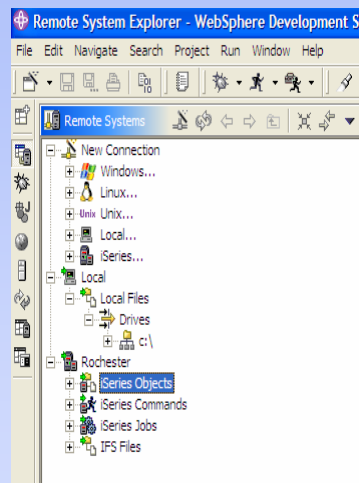 Remote System Explorer - WebSphere Development S
File Edit Navigate Search Project Run Window Help
Remote Systems
New Connection
Windows...
Linux...
Unix Unix...
Local...
iSeries...
Local
Local Files
Drives
c:\
Rochester
iSeries Objects
iSeries Commands
iSeries Jobs
IFS Files